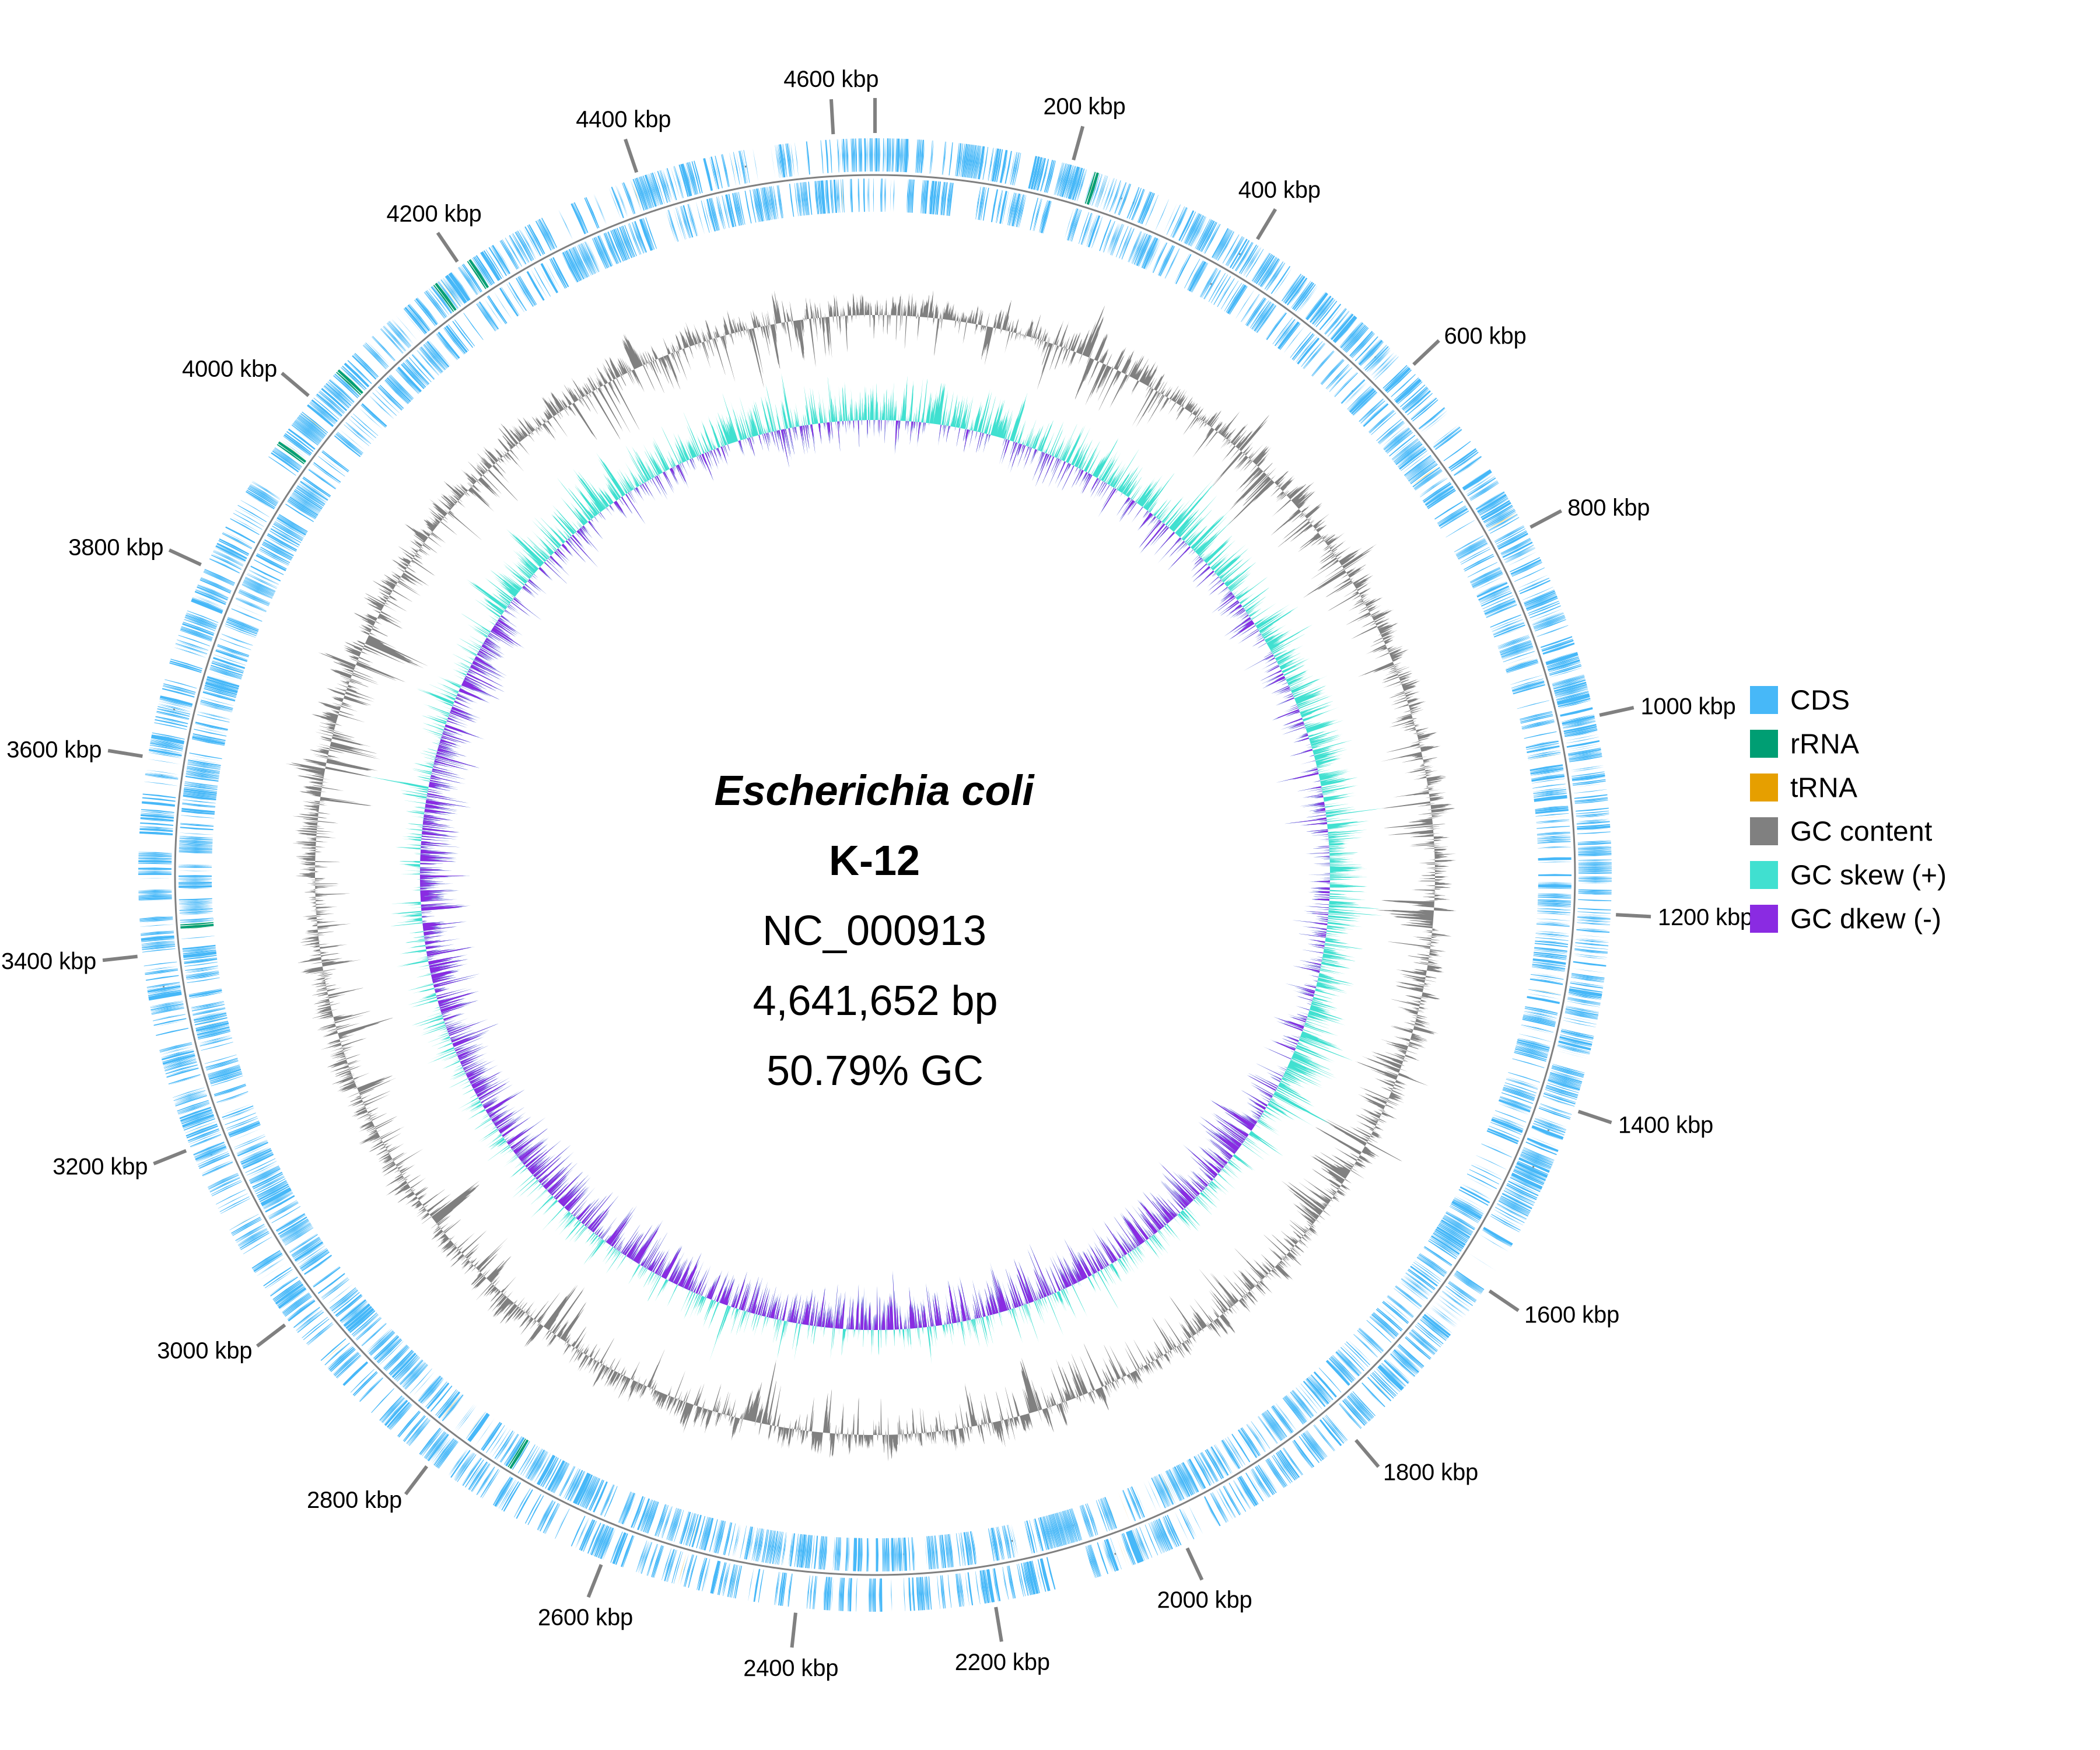 4600 kbp
200 kbp
4400 kbp
400 kbp
4200 kbp
600 kbp
4000 kbp
800 kbp
3800 kbp
1000 kbp
3600 kbp
1200 kbp
3400 kbp
1400 kbp
3200 kbp
1600 kbp
3000 kbp
1800 kbp
2800 kbp
2000 kbp
2600 kbp
2200 kbp
2400 kbp
Escherichia coli
K-12
NC_000913
4,641,652 bp
50.79% GC
CDS
rRNA
tRNA
GC content
GC skew (+)
GC dkew (-)